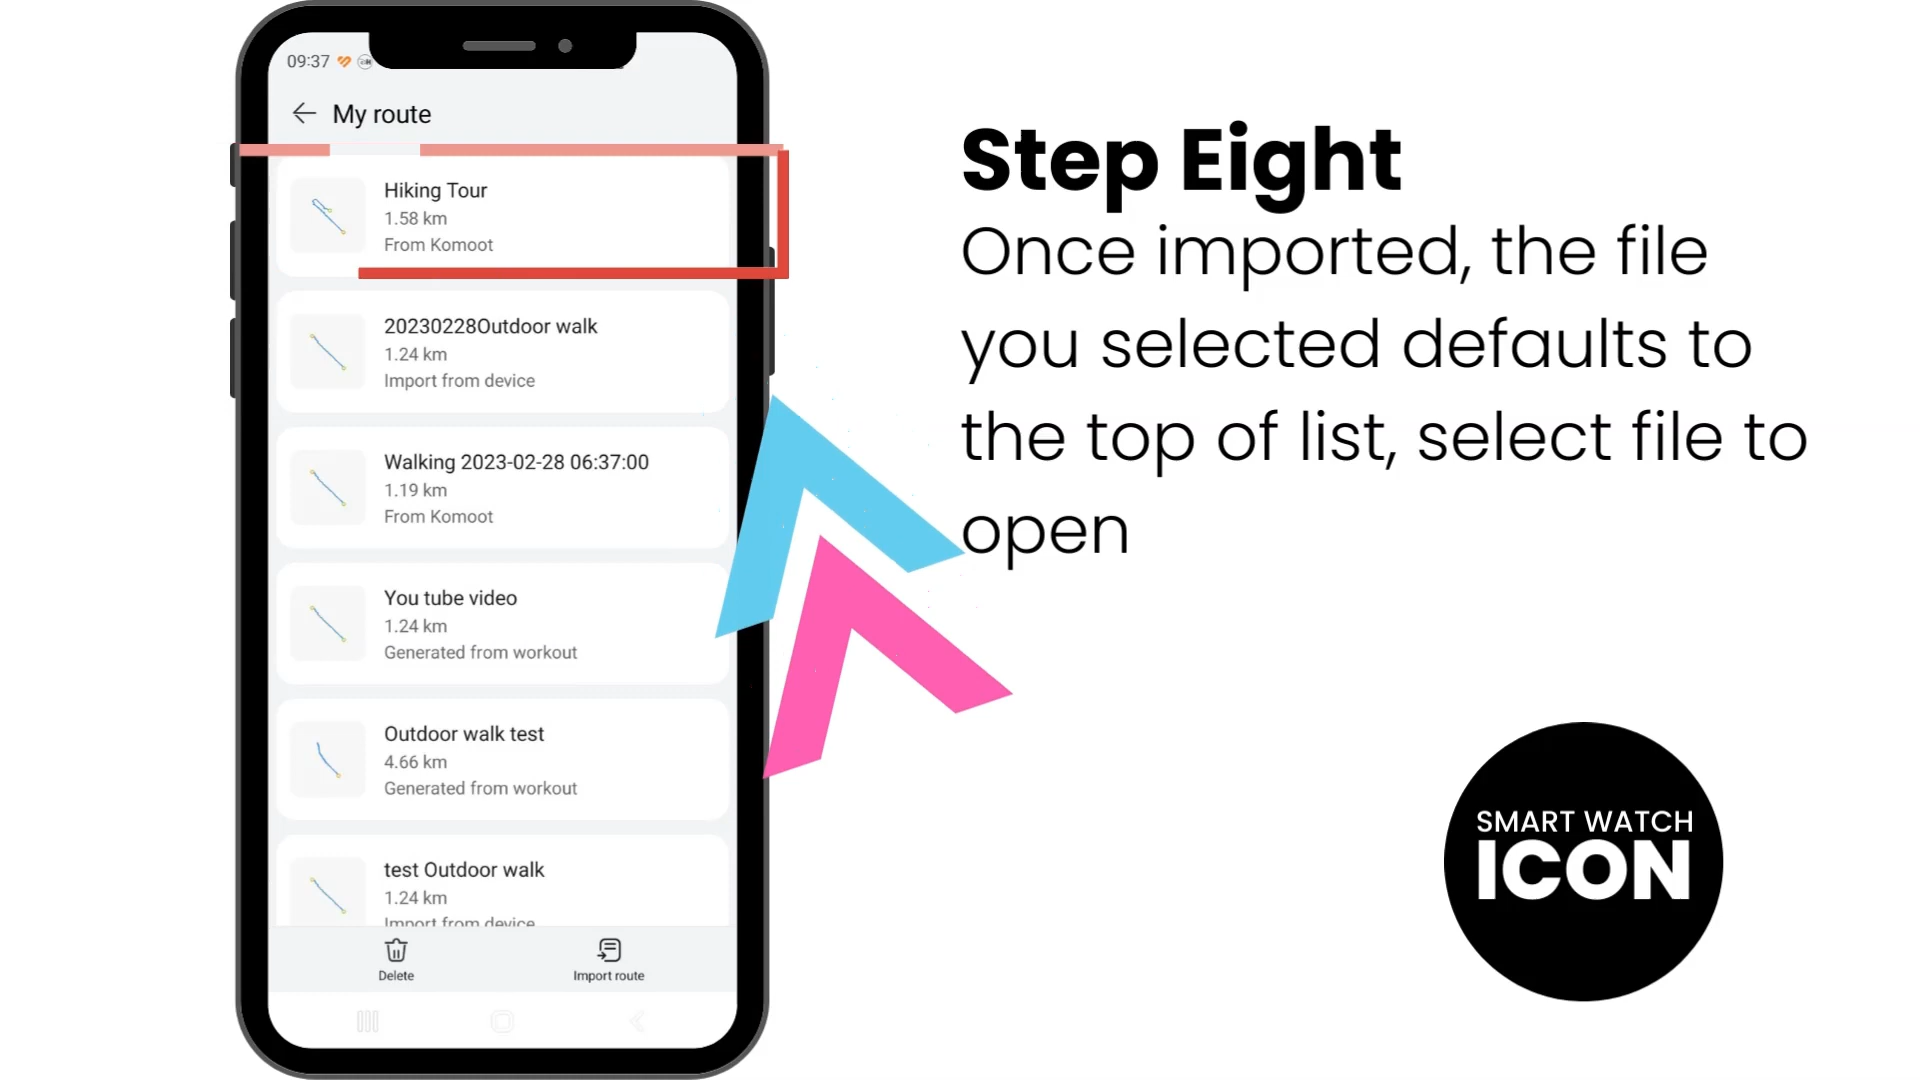 09:37
My route
Hiking Tour
1.58 km
From Komoot
20230228Outdoor walk
1.24 km
Import from device
Walking 2023-02-28 06:37:00
1.19 km
From Komoot
You tube video
1.24 km
Generated from workout
Outdoor walk test
4.66 km
Generated from workout
test Outdoor walk
1.24 km
Import from device
Delete
Import route
Step Eight
Once imported, the file
you selected defaults to
the top of list, select file to
open
SMART WATCH
ICON